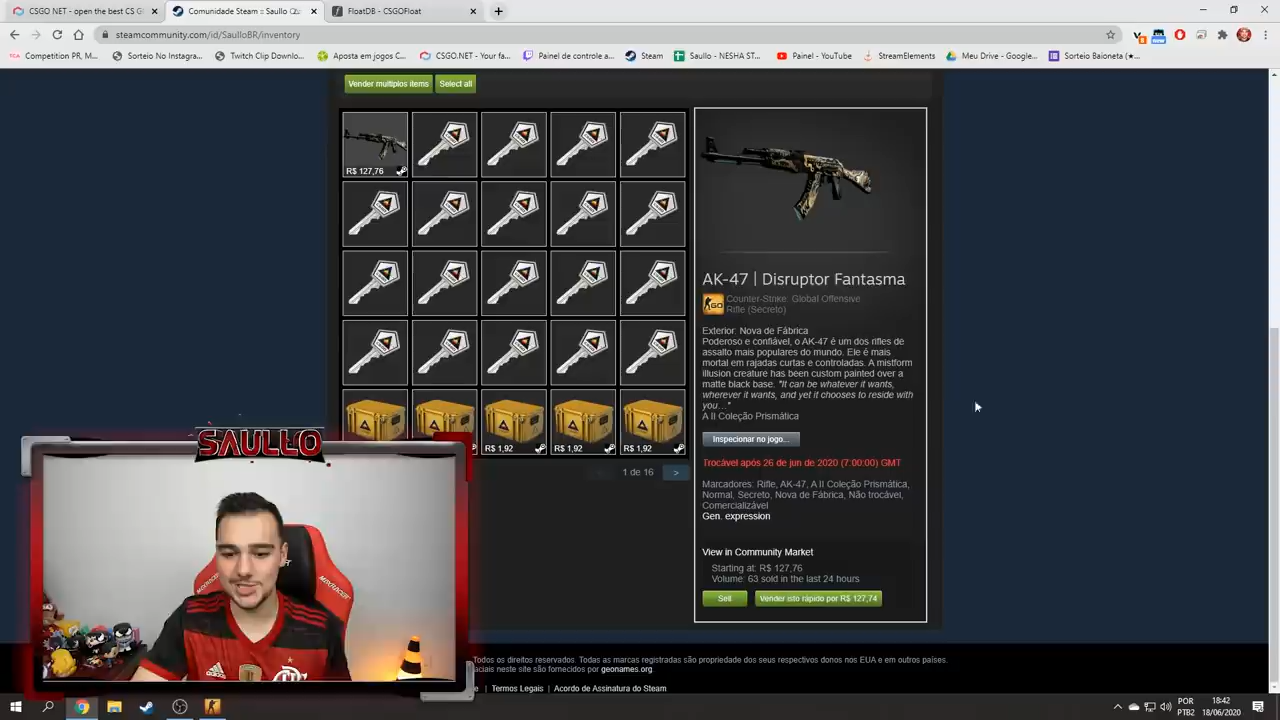 CSGO.NET - Open the best CS:G
Comunidade Steam :: Saullo :: Inv
FloatDB - CSGOFloat
steamcommunity.com/id/SaulloBR/inventory
Competition PR, M...
Sorteio No Instagra...
Twitch Clip Downlo...
Aposta em jogos C...
CSGO.NET - Your fa...
Painel de controle a...
Steam
Saullo - NESHA ST...
Painel - YouTube
StreamElements
Meu Drive - Google...
Sorteio Baioneta (★...
Vender multiplos items
Select all
R$ 127,76
R$ 1,92
R$ 1,92
R$ 1,92
1 de 16
>
AK-47 | Disruptor Fantasma
Counter-Strike: Global Offensive
Rifle (Secreto)
Exterior: Nova de Fábrica
Poderoso e confiável, o AK-47 é um dos rifles de
assalto mais populares do mundo. Ele é mais
mortal em rajadas curtas e controladas. A mistform
illusion creature has been custom painted over a
matte black base. "It can be whatever it wants,
wherever it wants, and yet it chooses to reside with
you..."
A II Coleção Prismática
Inspecionar no jogo...
Trocável após 26 de jun de 2020 (7:00:00) GMT
Marcadores: Rifle, AK-47, A II Coleção Prismática,
Normal, Secreto, Nova de Fábrica, Não trocável,
Comercializável
Gen. expression
View in Community Market
Starting at: R$ 127,76
Volume: 63 sold in the last 24 hours
Sell
Vender isto rápido por R$ 127,74
SAULLO
Todos os direitos reservados. Todas as marcas registradas são propriedade dos seus respectivos donos nos EUA e em outros países.
aciais neste site são fornecidos por geonames.org.
e | Termos Legais | Acordo de Assinatura do Steam
POR
PTB2
18:42
18/06/2020